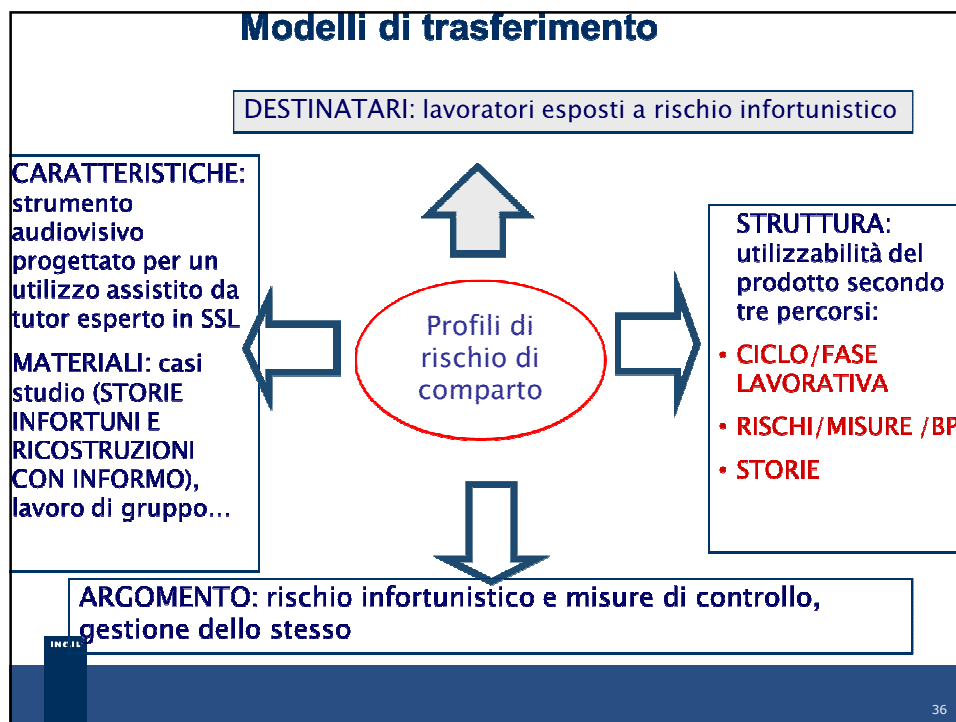 Modelli di trasferimento
DESTINATARI: lavoratori esposti a rischio infortunistico
CARATTERISTICHE:
strumento
audiovisivo
progettato per un
utilizzo assistito da
tutor esperto in SSL
MATERIALI: casi
studio (STORIE
INFORTUNI E
RICOSTRUZIONI
CON INFORMO),
lavoro di gruppo…
Profili di
rischio di
comparto
STRUTTURA:
utilizzabilità del
prodotto secondo
tre percorsi:
• CICLO/FASE
LAVORATIVA
• RISCHI/MISURE /BP
• STORIE
ARGOMENTO: rischio infortunistico e misure di controllo,
gestione dello stesso
36